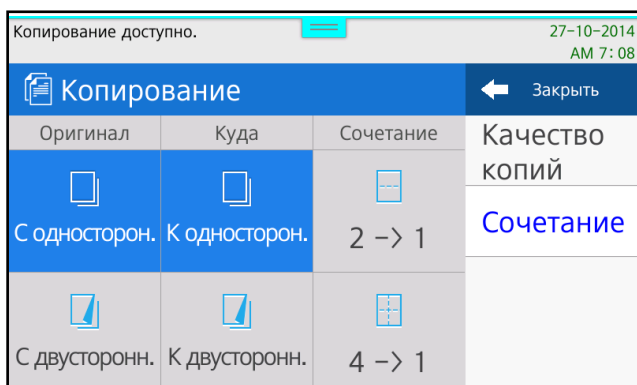 Копирование доступно.
27-10-2014
AM 7:08
Копирование
Закрыть
Оригинал
Куда
Сочетание
С односторон.
К односторон.
2 -> 1
С двусторонн.
К двусторонн.
4 -> 1
Качество
копий
Сочетание